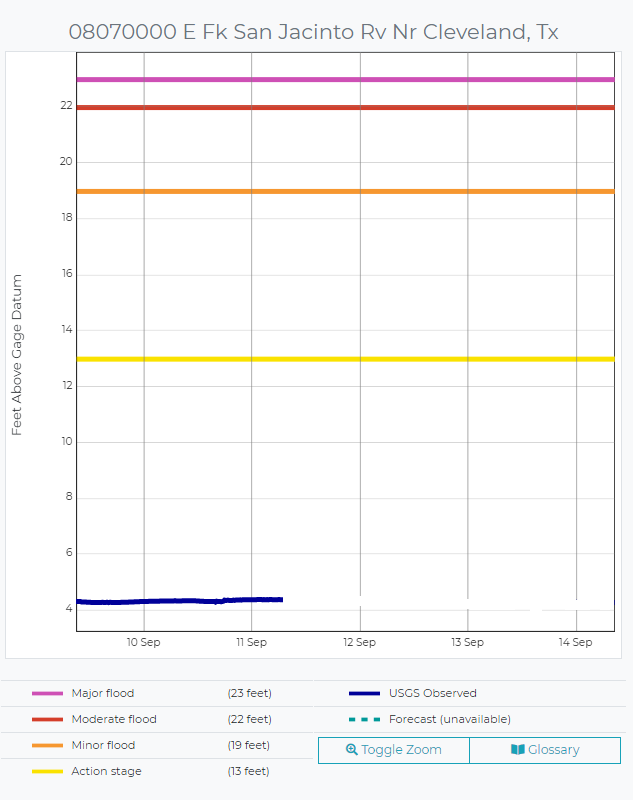 08070000 E Fk San Jacinto Rv Nr Cleveland, Tx
Feet Above Gage Datum
22
20
18
16
14
12
10
8
6
4
10 Sep 11 Sep 12 Sep 13 Sep 14 Sep
Major flood (23 feet)
Moderate flood (22 feet)
Minor flood (19 feet)
Action stage (13 feet)
USGS Observed
Forecast (unavailable)
Toggle Zoom Glossary